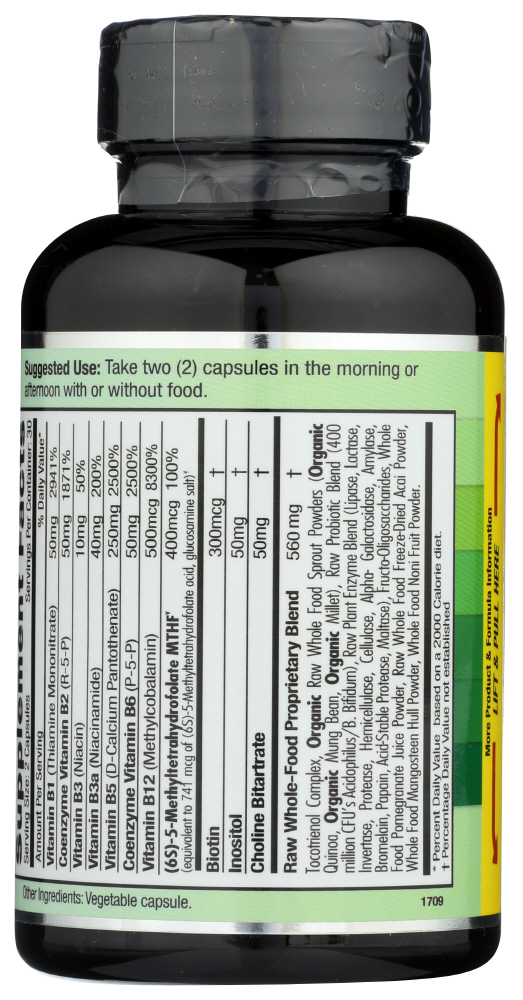 Suggested Use: Take two (2) capsules in the morning or
afternoon with or without food.
Supplement Facts
Serving Size: 2 Capsules Servings Per Container: 30
Amount Per Serving % Daily Value*
Vitamin B1 (Thiamine Mononitrate) 50mg 2941%
Coenzyme Vitamin B2 (R-5-P) 50mg 1871%
Vitamin B3 (Niacin) 10mg 50%
Vitamin B3a (Niacinamide) 40mg 200%
Vitamin B5 (D-Calcium Pantothenate) 250mg 2500%
Coenzyme Vitamin B6 (P-5-P) 50mg 2500%
Vitamin B12 (Methylcobalamin) 500mcg 8300%
(6S)-5-Methyltetrahydrofolate MTHF 400mcg 100%
(equivalent to 741 mcg of (6S)-5-Methyltetrahydrofolate acid, glucosamine salt)
Biotin 300mcg †
Inositol 50mg †
Choline Bitartrate 50mg †
Raw Whole-Food Proprietary Blend 560 mg †
Tocotrienol Complex, Organic Raw Whole Food Sprout Powders (Organic
Quinoa, Organic Mung Bean, Organic Millet), Raw Probiotic Blend (400
million CFU's Acidophilus/B. Bifidum), Raw Plant Enzyme Blend (Lipase, Lactase,
Invertase, Protease, Hemicellulase, Cellulase, Alpha- Galactosidase, Amylase,
Bromelain, Papain, Acid-Stable Protease, Maltase), Fructo-Oligosaccharides, Whole
Food Pomegranate Juice Powder, Raw Whole Food Freeze-Dried Acai Powder,
Whole Food Mangosteen Hull Powder, Whole Food Noni Fruit Powder.
* Percent Daily Value based on a 2000 Calorie diet.
† Percentage Daily Value not established
Other Ingredients: Vegetable capsule.
1709
More Product & Formula Information
LIFT & PULL HERE